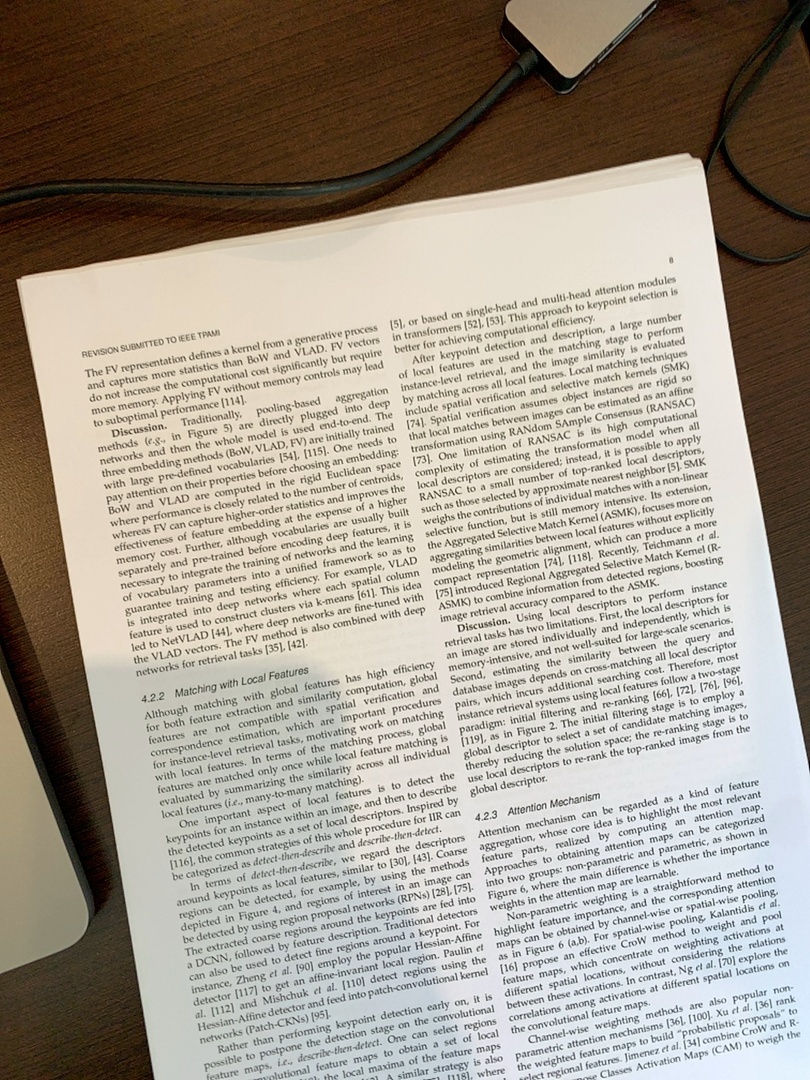 8
REVISION SUBMITTED TO IEEE TPAMI
The FV representation defines a kernel from a generative process
and captures more statistics than BoW and VLAD. FV vectors
do not increase the computational cost significantly but require
more memory. Applying FV without memory controls may lead
to suboptimal performance [114].
Discussion. Traditionally, pooling-based aggregation
methods (e.g., in Figure 5) are directly plugged into deep
networks and then the whole model is used end-to-end. The
three embedding methods (BoW, VLAD, FV) are initially trained
with large pre-defined vocabularies [54], [115]. One needs to
pay attention on their properties before choosing an embedding:
BoW and VLAD are computed in the rigid Euclidean space
where performance is closely related to the number of centroids,
whereas FV can capture higher-order statistics and improves the
effectiveness of feature embedding at the expense of a higher
memory cost. Further, although vocabularies are usually built
separately and pre-trained before encoding deep features, it is
necessary to integrate the training of networks and the learning
of vocabulary parameters into a unified framework so as to
guarantee training and testing efficiency. For example, VLAD
is integrated into deep networks where each spatial column
feature is used to construct clusters via k-means [61]. This idea
led to NetVLAD [44], where deep networks are fine-tuned with
the VLAD vectors. The FV method is also combined with deep
networks for retrieval tasks [35], [42].
4.2.2 Matching with Local Features
Although matching with global features has high efficiency
for both feature extraction and similarity computation, global
features are not compatible with spatial verification and
correspondence estimation, which are important procedures
for instance-level retrieval tasks, motivating work on matching
with local features. In terms of the matching process, global
features are matched only once while local feature matching is
evaluated by summarizing the similarity across all individual
local features (i.e., many-to-many matching).
One important aspect of local features is to detect the
keypoints for an instance within an image, and then to describe
the detected keypoints as a set of local descriptors. Inspired by
[116], the common strategies of this whole procedure for IIR can
be categorized as detect-then-describe and describe-then-detect.
In terms of detect-then-describe, we regard the descriptors
around keypoints as local features, similar to [30], [43]. Coarse
regions can be detected, for example, by using the methods
depicted in Figure 4, and regions of interest in an image can
be detected by using region proposal networks (RPNs) [28], [75].
The extracted coarse regions around the keypoints are fed into
a DCNN, followed by feature description. Traditional detectors
can also be used to detect fine regions around a keypoint. For
instance, Zheng et al. [90] employ the popular Hessian-Affine
detector [117] to get an affine-invariant local region. Paulin et
al. [112] and Mishchuk et al. [110] detect regions using the
Hessian-Affine detector and feed into patch-convolutional kernel
networks (Patch-CKNs) [95].
Rather than performing keypoint detection early on, it is
possible to postpone the detection stage on the convolutional
feature maps, i.e., describe-then-detect. One can select regions
feature maps to obtain a set of local
the local maxima of the feature maps
A similar strategy is also
[118], where
[5], or based on single-head and multi-head attention modules
in transformers [52], [53]. This approach to keypoint selection is
better for achieving computational efficiency.
After keypoint detection and description, a large number
of local features are used in the matching stage to perform
instance-level retrieval, and the image similarity is evaluated
by matching across all local features. Local matching techniques
include spatial verification and selective match kernels (SMK)
[74]. Spatial verification assumes object instances are rigid so
that local matches between images can be estimated as an affine
transformation using RANdom SAmple Consensus (RANSAC)
[73]. One limitation of RANSAC is its high computational
complexity of estimating the transformation model when all
local descriptors are considered; instead, it is possible to apply
RANSAC to a small number of top-ranked local descriptors,
such as those selected by approximate nearest neighbor [5]. SMK
weighs the contributions of individual matches with a non-linear
selective function, but is still memory intensive. Its extension,
the Aggregated Selective Match Kernel (ASMK), focuses more on
aggregating similarities between local features without explicitly
modeling the geometric alignment, which can produce a more
compact representation [74], [118]. Recently, Teichmann et al.
[75] introduced Regional Aggregated Selective Match Kernel (R-
ASMK) to combine information from detected regions, boosting
image retrieval accuracy compared to the ASMK.
Discussion. Using local descriptors to perform instance
retrieval tasks has two limitations. First, the local descriptors for
an image are stored individually and independently, which is
memory-intensive, and not well-suited for large-scale scenarios.
Second, estimating the similarity between the query and
database images depends on cross-matching all local descriptor
pairs, which incurs additional searching cost. Therefore, most
instance retrieval systems using local features follow a two-stage
paradigm: initial filtering and re-ranking [66], [72], [76], [96],
[119], as in Figure 2. The initial filtering stage is to employ a
global descriptor to select a set of candidate matching images,
thereby reducing the solution space; the re-ranking stage is to
use local descriptors to re-rank the top-ranked images from the
global descriptor.
4.2.3 Attention Mechanism
Attention mechanism can be regarded as a kind of feature
aggregation, whose core idea is to highlight the most relevant
feature parts, realized by computing an attention map.
Approaches to obtaining attention maps can be categorized
into two groups: non-parametric and parametric, as shown in
Figure 6, where the main difference is whether the importance
weights in the attention map are learnable.
Non-parametric weighting is a straightforward method to
highlight feature importance, and the corresponding attention
maps can be obtained by channel-wise or spatial-wise pooling,
as in Figure 6 (a,b). For spatial-wise pooling, Kalantidis et al.
[16] propose an effective CroW method to weight and pool
feature maps, which concentrate on weighting activations at
different spatial locations, without considering the relations
between these activations. In contrast, Ng et al. [70] explore the
correlations among activations at different spatial locations on
the convolutional feature maps.
Channel-wise weighting methods are also popular non-
parametric attention mechanisms [36], [100]. Xu et al. [36] rank
the weighted feature maps to build "probabilistic proposals" to
select regional features. Jimenez et al. [34] combine CroW and R-
Classes Activation Maps (CAM) to weigh the